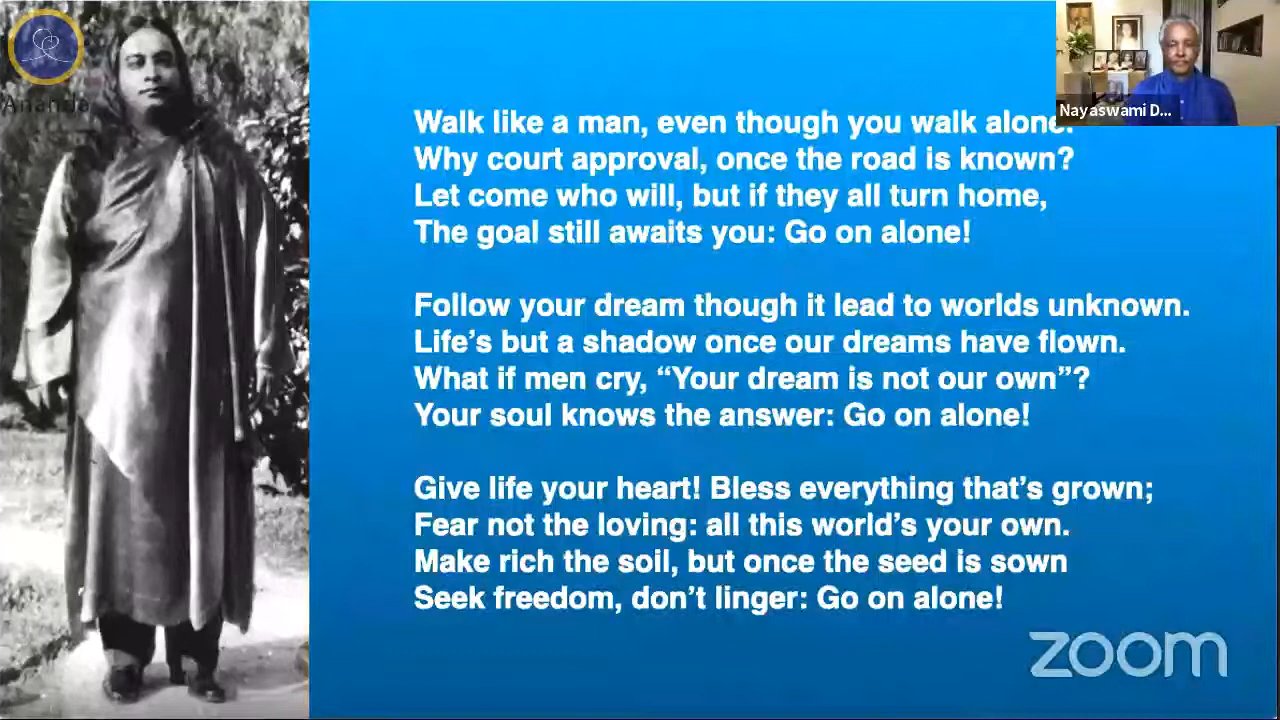 Ananda
Nayaswami D...
Walk like a man, even though you walk alone.
Why court approval, once the road is known?
Let come who will, but if they all turn home,
The goal still awaits you: Go on alone!
Follow your dream though it lead to worlds unknown.
Life’s but a shadow once our dreams have flown.
What if men cry, “Your dream is not our own”?
Your soul knows the answer: Go on alone!
Give life your heart! Bless everything that’s grown;
Fear not the loving: all this world’s your own.
Make rich the soil, but once the seed is sown
Seek freedom, don’t linger: Go on alone!
zoom